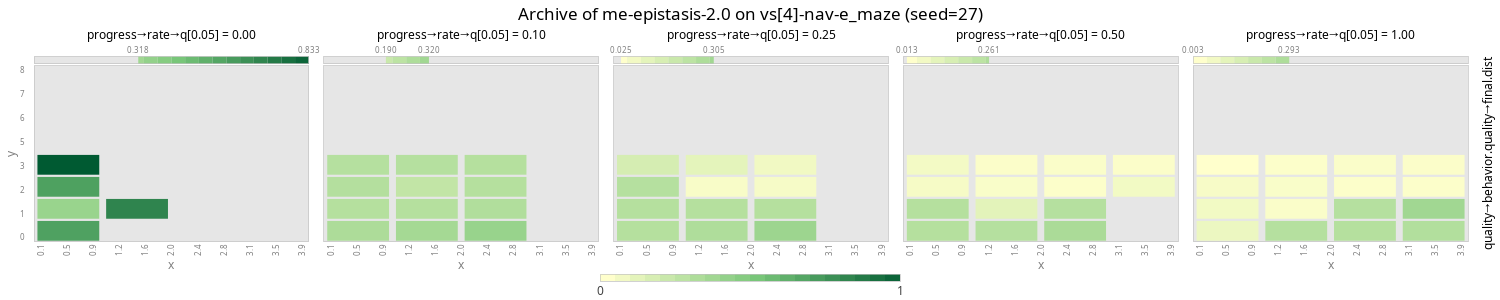 Archive of me-epistasis-2.0 on vs[4]-nav-e_maze (seed=27)
progress→rate→q[0.05] = 0.00
progress→rate→q[0.05] = 0.10
progress→rate→q[0.05] = 0.25
progress→rate→q[0.05] = 0.50
progress→rate→q[0.05] = 1.00
0.318 0.833
0.190 0.320
0.025 0.305
0.013 0.261
0.003 0.293
8
7
6
5
y
3
2
1
0
0.1 0.5 0.9 1.2 1.6 2.0 2.4 2.8 3.1 3.5 3.9
x
0.1 0.5 0.9 1.2 1.6 2.0 2.4 2.8 3.1 3.5 3.9
x
0.1 0.5 0.9 1.2 1.6 2.0 2.4 2.8 3.1 3.5 3.9
x
0.1 0.5 0.9 1.2 1.6 2.0 2.4 2.8 3.1 3.5 3.9
x
0.1 0.5 0.9 1.2 1.6 2.0 2.4 2.8 3.1 3.5 3.9
x
quality→behavior.quality→final.dist
0 1